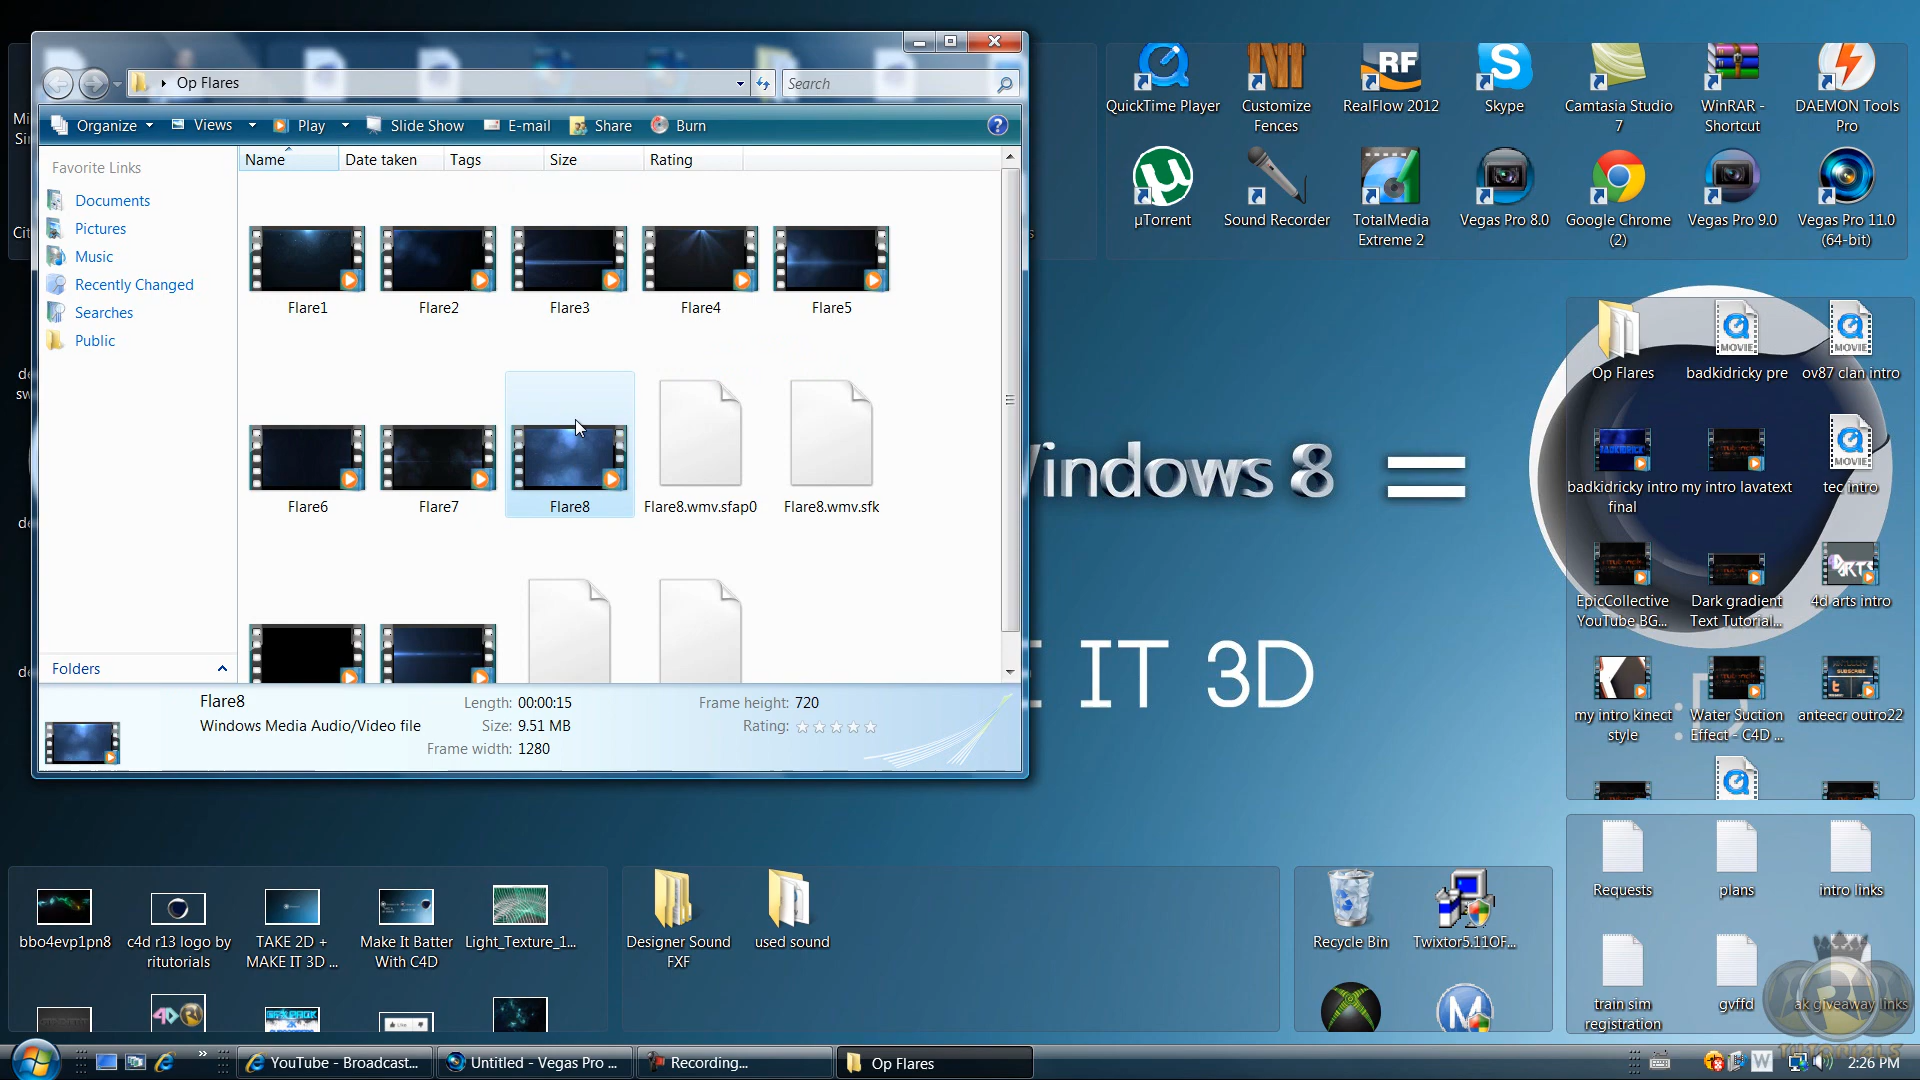 Op Flares
Search
Organize
Views
Play
Slide Show
E-mail
Share
Burn
Name
Date taken
Tags
Size
Rating
Favorite Links
Documents
Pictures
Music
Recently Changed
Searches
Public
Folders
Flare1
Flare2
Flare3
Flare4
Flare5
Flare6
Flare7
Flare8
Flare8.wmv.sfap0
Flare8.wmv.sfk
Flare8
Windows Media Audio/Video file
Length: 00:00:15
Size: 9.51 MB
Frame width: 1280
Frame height: 720
Rating:
QuickTime Player
Customize
Fences
RealFlow 2012
Skype
Camtasia Studio
7
WinRAR -
Shortcut
DAEMON Tools
Pro
µTorrent
Sound Recorder
TotalMedia
Extreme 2
Vegas Pro 8.0
Google Chrome
(2)
Vegas Pro 9.0
Vegas Pro 11.0
(64-bit)
indows 8 =
IT 3D
Op Flares
MOVIE
badkidricky pre
MOVIE
ov87 clan intro
badkidricky intro
final
my intro lavatext
MOVIE
tec intro
EpicCollective
YouTube BG...
Dark gradient
Text Tutorial...
4d arts intro
my intro kinect
style
Water Suction
Effect - C4D ...
anteecr outro22
Requests
plans
intro links
train sim
registration
gvffd
ak giveaway links
bbo4evp1pn8
c4d r13 logo by
ritutorials
TAKE 2D +
MAKE IT 3D ...
Make It Batter
With C4D
Light_Texture_1...
Designer Sound
FXF
used sound
Recycle Bin
Twixtor5.11OF...
YouTube - Broadcast...
Untitled - Vegas Pro ...
Recording...
Op Flares
2:26 PM